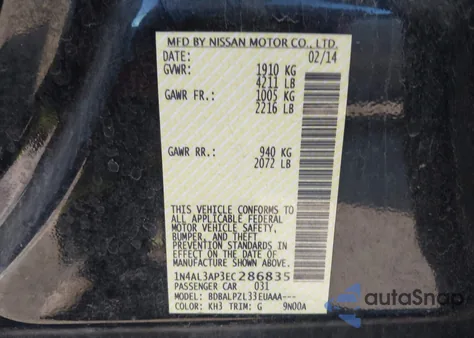 MFD BY NISSAN MOTOR CO., LTD.
DATE: 02/14
GVWR: 1910 KG
4211 LB
GAWR FR.: 1005 KG
2216 LB
GAWR RR.: 940 KG
2072 LB
THIS VEHICLE CONFORMS TO
ALL APPLICABLE FEDERAL
MOTOR VEHICLE SAFETY,
BUMPER, AND THEFT
PREVENTION STANDARDS IN
EFFECT ON THE DATE OF
MANUFACTURE SHOWN ABOVE.
1N4AL3AP3EC286835
PASSENGER CAR 031
MODEL: BDBALPZL33EUAAA---
COLOR: KH3 TRIM: G 9N00A
autoSnap